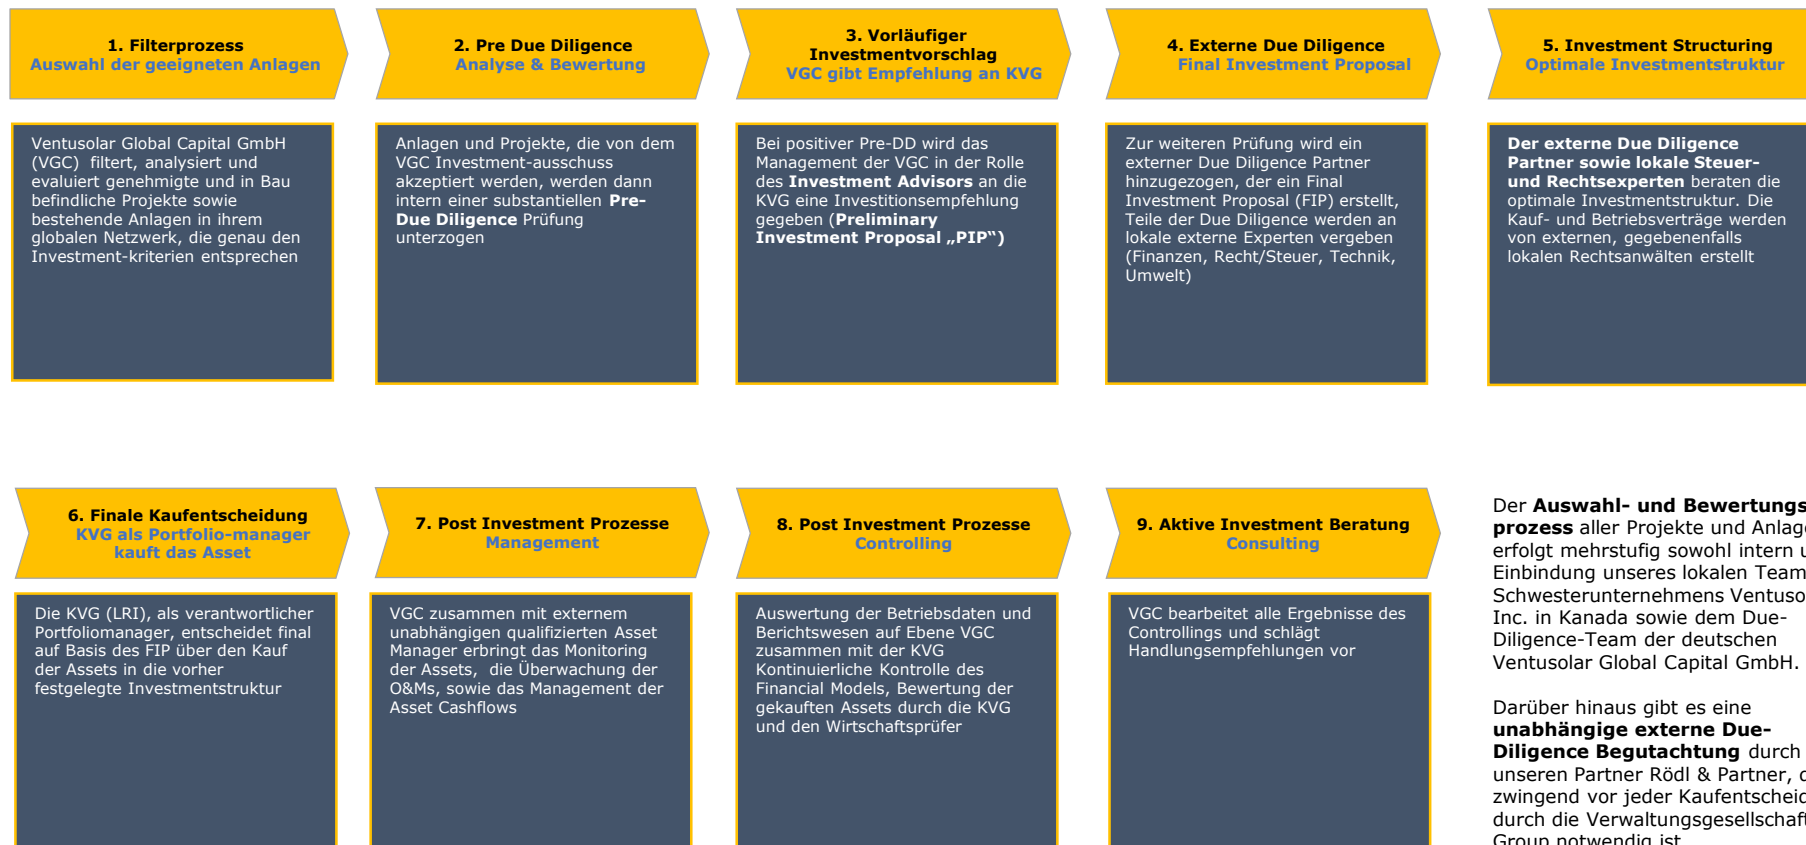 1. Filterprozess
Auswahl der geeigneten Anlagen
2. Pre Due Diligence
Analyse & Bewertung
3. Vorläufiger
Investmentvorschlag
VGC gibt Empfehlung an KVG
4. Externe Due Diligence
Final Investment Proposal
5. Investment Structuring
Optimale Investmentstruktur
Ventusolar Global Capital GmbH
(VGC) filtert, analysiert und
evaluiert genehmigte und in Bau
befindliche Projekte sowie
bestehende Anlagen in ihrem
globalen Netzwerk, die genau den
Investment-kriterien entsprechen
Anlagen und Projekte, die von dem
VGC Investment-ausschuss
akzeptiert werden, werden dann
intern einer substantiellen Pre-
Due Diligence Prüfung
unterzogen
Bei positiver Pre-DD wird das
Management der VGC in der Rolle
des Investment Advisors an die
KVG eine Investitionsempfehlung
gegeben (Preliminary
Investment Proposal „PIP“)
Zur weiteren Prüfung wird ein
externer Due Diligence Partner
hinzugezogen, der ein Final
Investment Proposal (FIP) erstellt,
Teile der Due Diligence werden an
lokale externe Experten vergeben
(Finanzen, Recht/Steuer, Technik,
Umwelt)
Der externe Due Diligence
Partner sowie lokale Steuer-
und Rechtsexperten beraten die
optimale Investmentstruktur. Die
Kauf- und Betriebsverträge werden
von externen, gegebenenfalls
lokalen Rechtsanwälten erstellt
6. Finale Kaufentscheidung
KVG als Portfolio-manager
kauft das Asset
7. Post Investment Prozesse
Management
8. Post Investment Prozesse
Controlling
9. Aktive Investment Beratung
Consulting
Die KVG (LRI), als verantwortlicher
Portfoliomanager, entscheidet final
auf Basis des FIP über den Kauf
der Assets in die vorher
festgelegte Investmentstruktur
VGC zusammen mit externem
unabhängigen qualifizierten Asset
Manager erbringt das Monitoring
der Assets, die Überwachung der
O&Ms, sowie das Management der
Asset Cashflows
Auswertung der Betriebsdaten und
Berichtswesen auf Ebene VGC
zusammen mit der KVG
Kontinuierliche Kontrolle des
Financial Models, Bewertung der
gekauften Assets durch die KVG
und den Wirtschaftsprüfer
VGC bearbeitet alle Ergebnisse des
Controllings und schlägt
Handlungsempfehlungen vor
Der Auswahl- und Bewertungs
prozess aller Projekte und
erfolgt mehrstufig sowohl intern
Einbindung unseres lokalen
Schwesterunternehmens
Inc. in Kanada sowie dem Due-
Diligence-Team der deutschen
Ventusolar Global Capital GmbH.
Darüber hinaus gibt es eine
unabhängige externe Due-
Diligence Begutachtung durch
unseren Partner Rödl & Partner,
zwingend vor jeder
durch die
Group notwendig ist